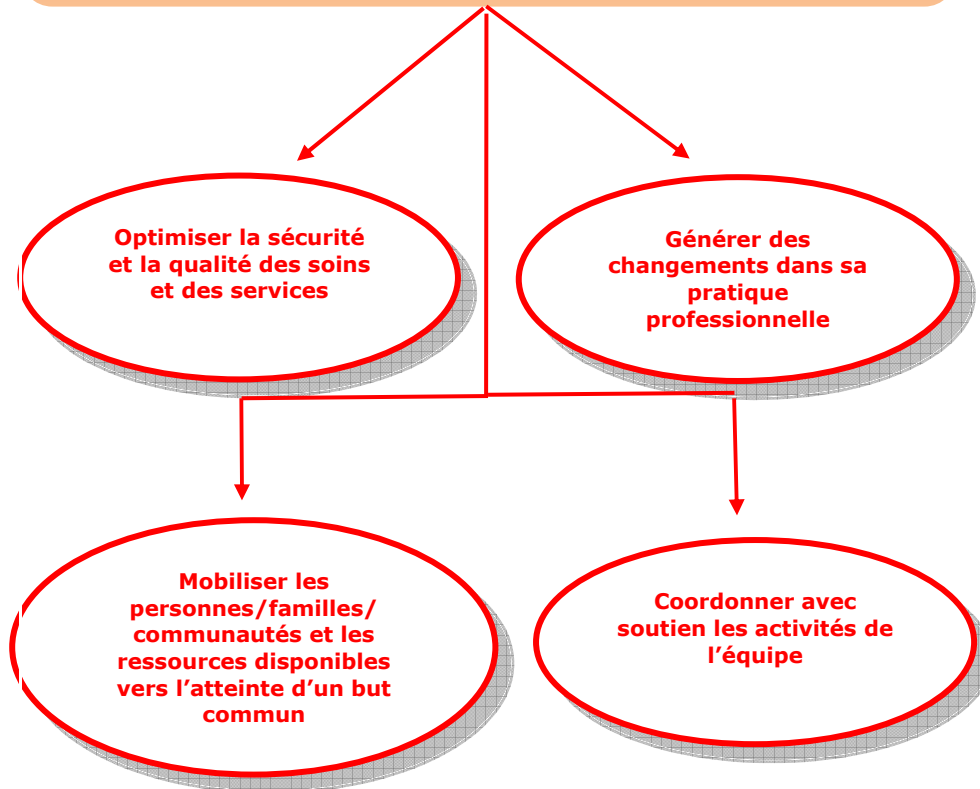 Optimiser la sécurité
et la qualité des soins
et des services
Générer des
changements dans sa
pratique
professionnelle
Mobiliser les
personnes/familles/
communautés et les
ressources disponibles
vers l’atteinte d’un but
commun
Coordonner avec
soutien les activités de
l’équipe